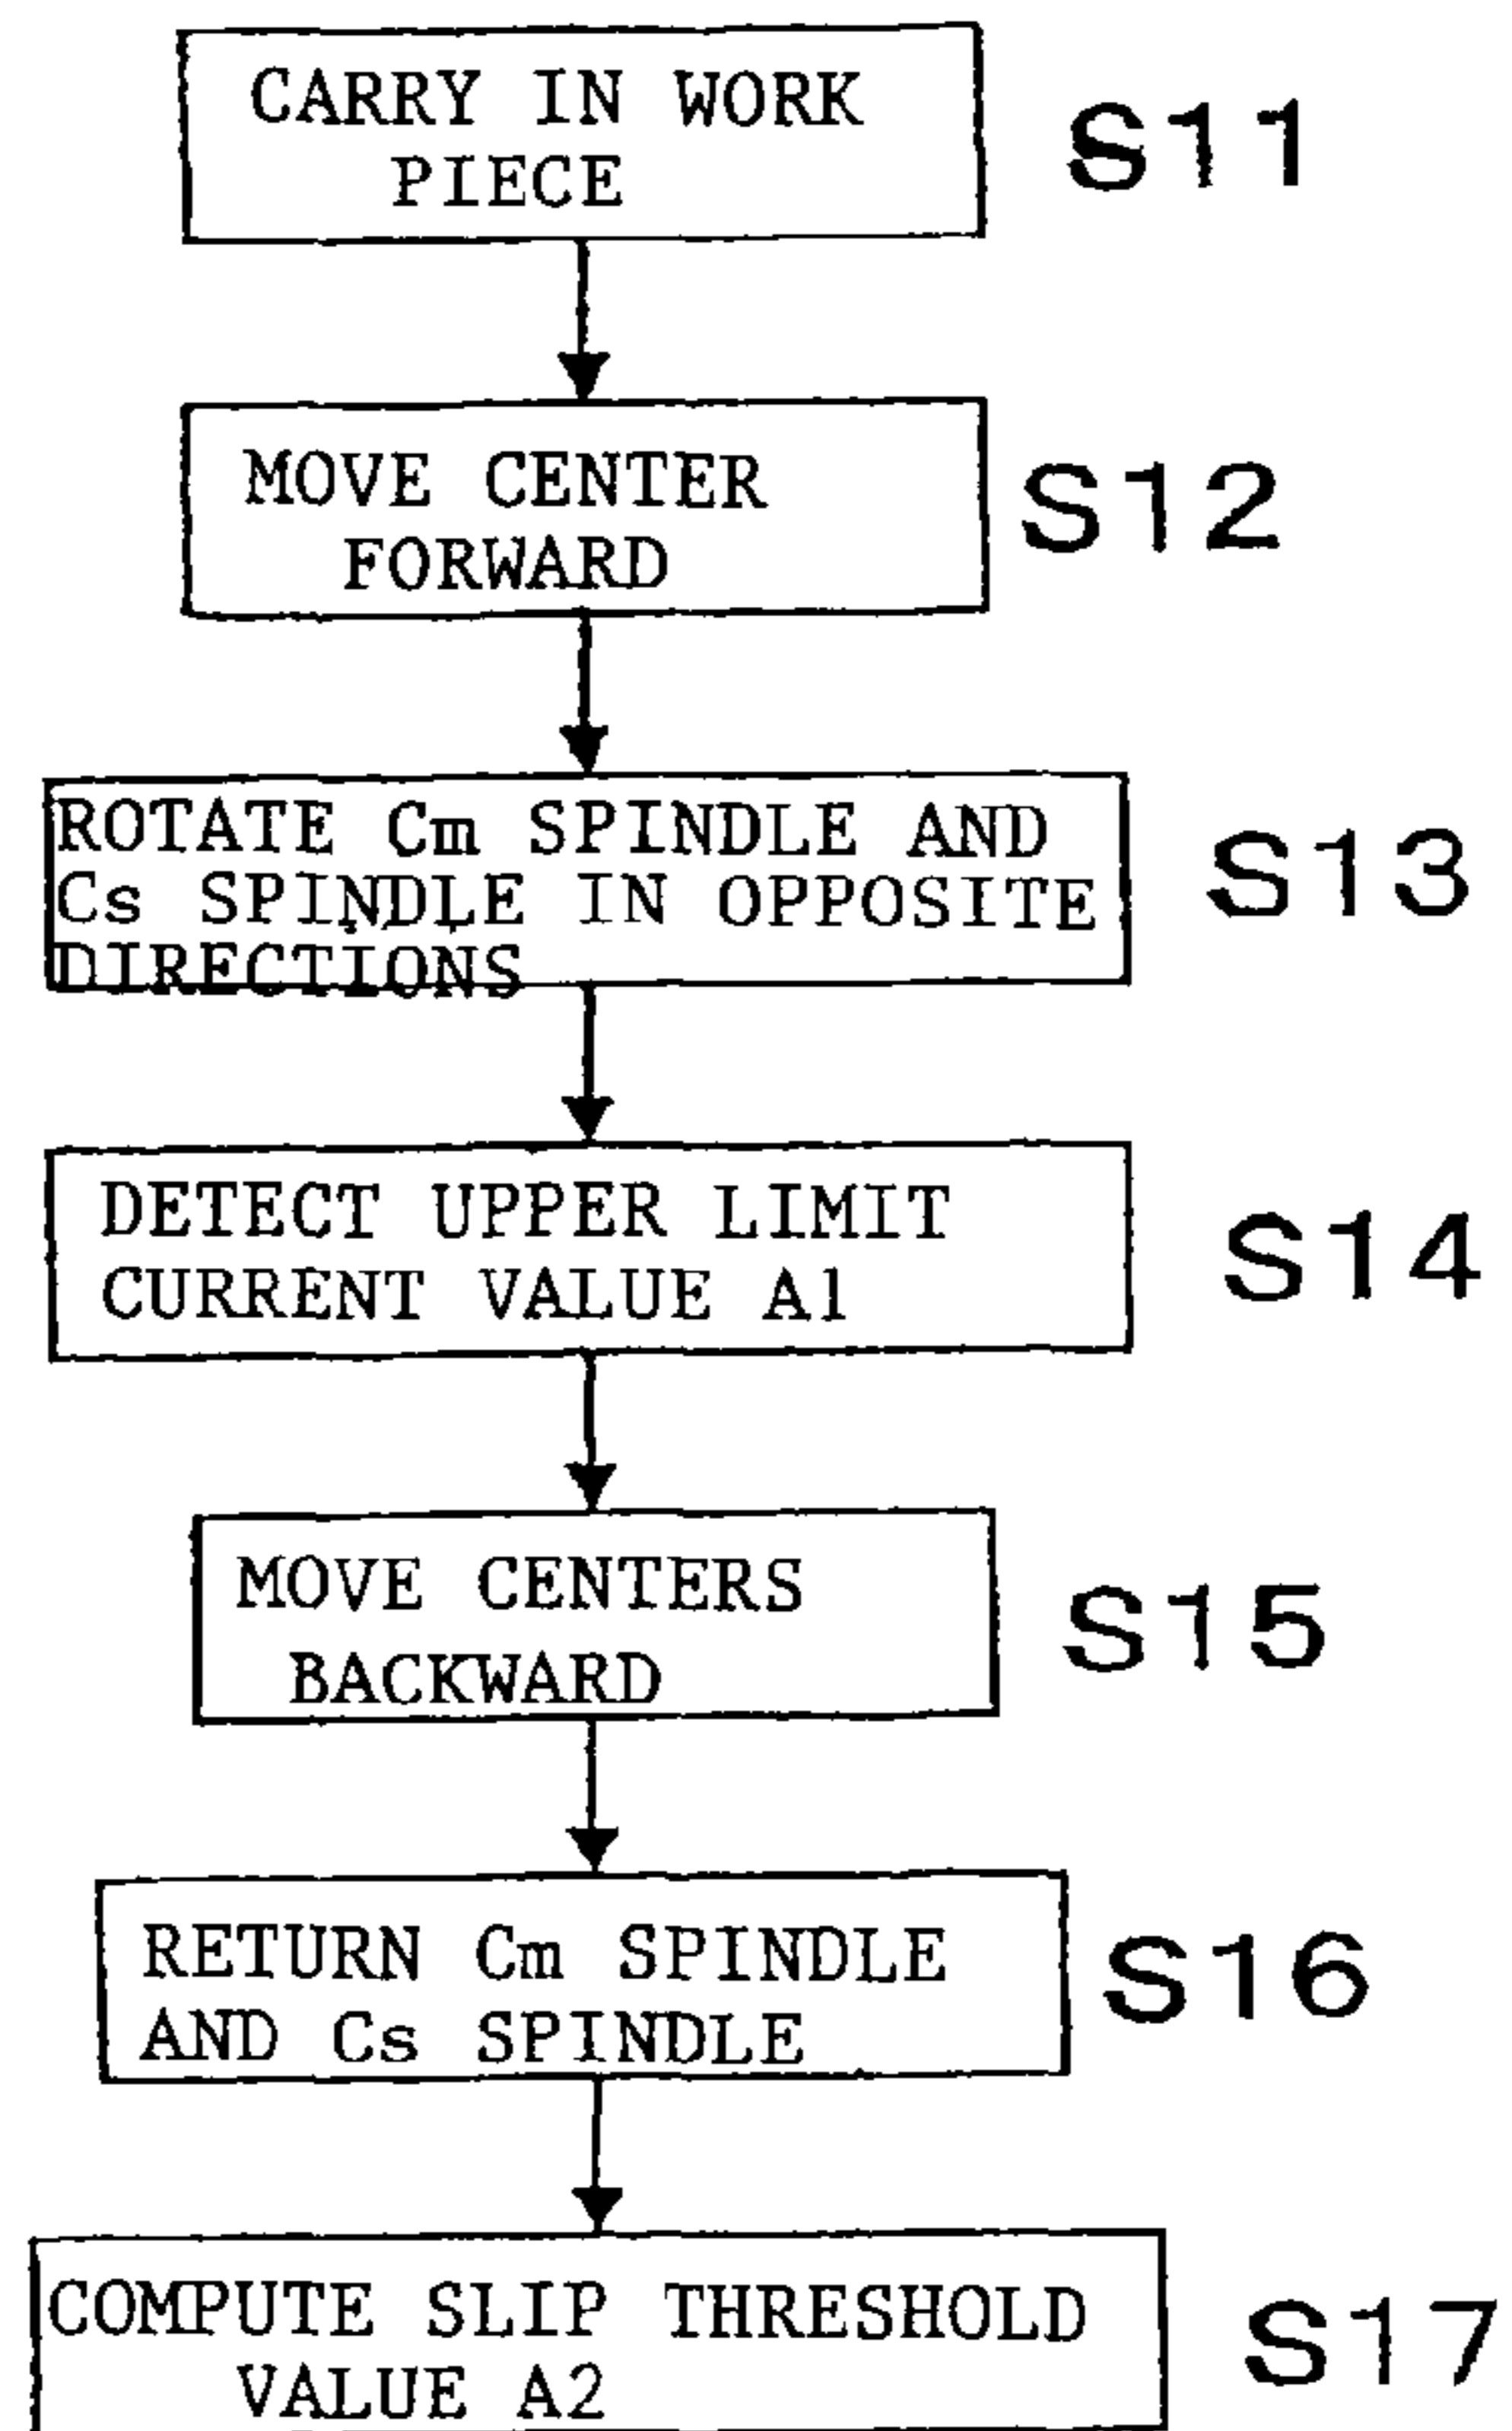 CARRY IN WORK
PIECE
S11
MOVE CENTER
FORWARD
S12
ROTATE Cm SPINDLE AND
Cs SPINDLE IN OPPOSITE
DIRECTIONS
S13
DETECT UPPER LIMIT
CURRENT VALUE A1
S14
MOVE CENTERS
BACKWARD
S15
RETURN Cm SPINDLE
AND Cs SPINDLE
S16
COMPUTE SLIP THRESHOLD
VALUE A2
S17